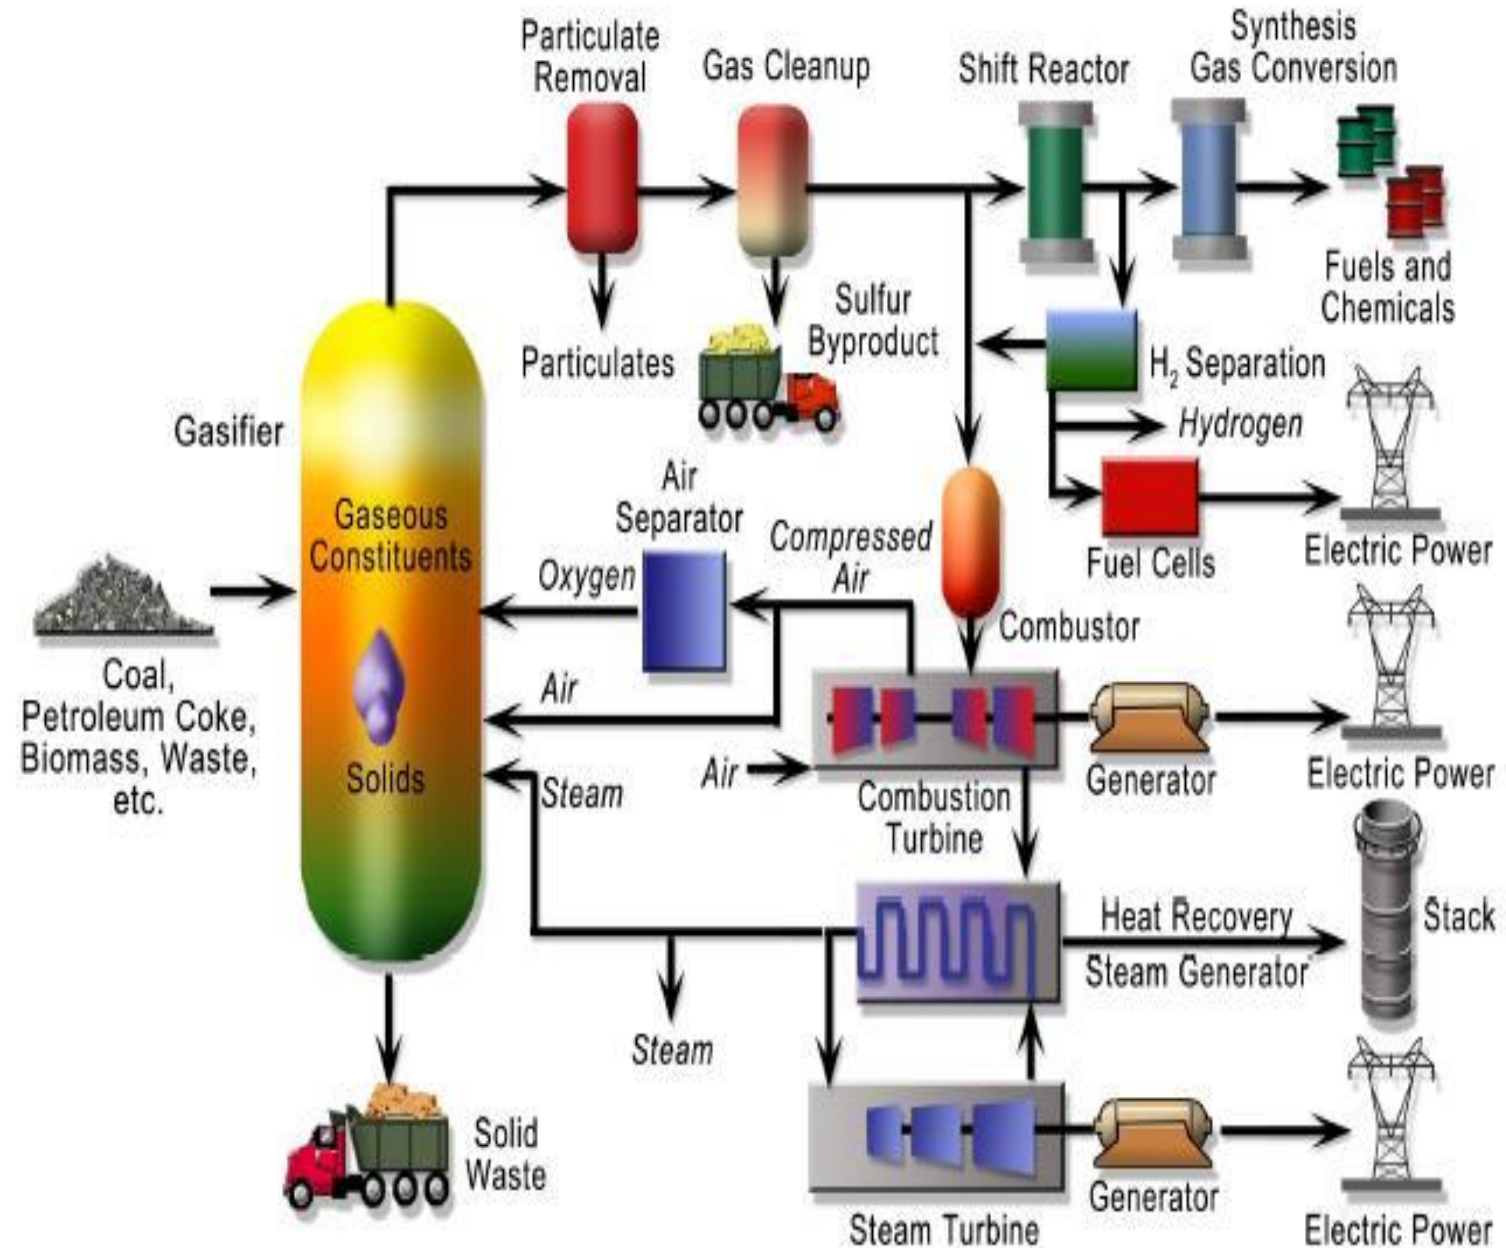 Particulate
Removal
Gas Cleanup
Shift Reactor
Synthesis
Gas Conversion
Fuels and
Chemicals
Particulates
Sulfur
Byproduct
H₂ Separation
Hydrogen
Gasifier
Gaseous
Constituents
Solids
Air
Separator
Compressed
Air
Oxygen
Fuel Cells
Electric Power
Combustor
Coal,
Petroleum Coke,
Biomass, Waste,
etc.
Air
Steam
Air
Combustion
Turbine
Generator
Electric Power
Heat Recovery
Steam Generator
Stack
Steam
Solid
Waste
Steam Turbine
Generator
Electric Power